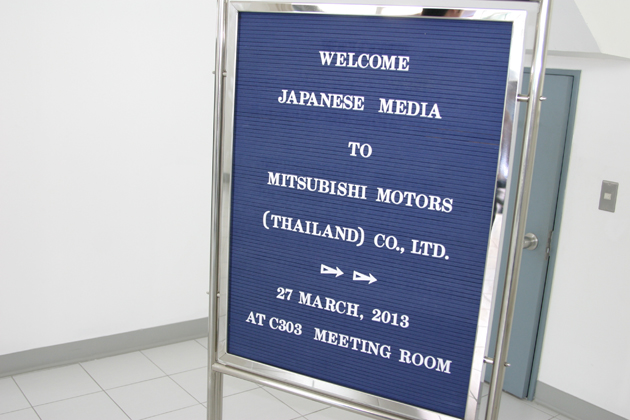 WELCOME
JAPANESE MEDIA
TO
MITSUBISHI MOTORS
(THAILAND) CO., LTD.
27 MARCH, 2013
AT C303 MEETING ROOM